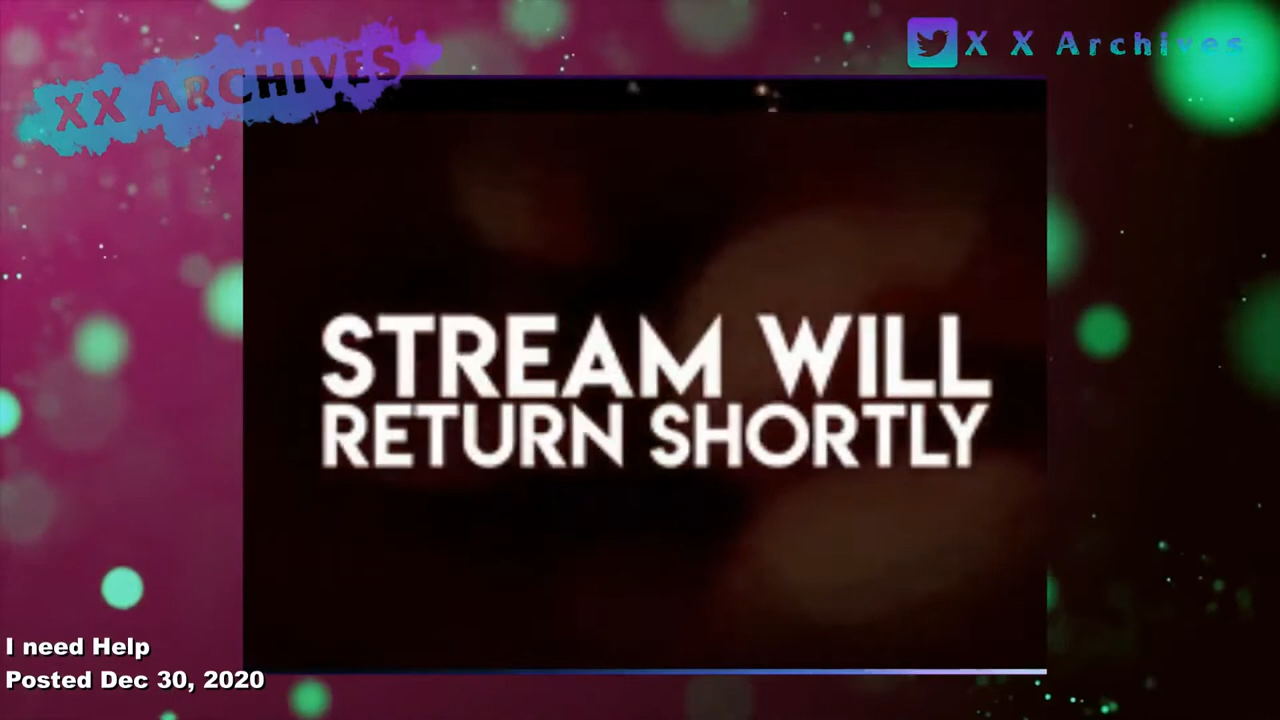 XX ARCHIVES
X X Archives
STREAM WILL
RETURN SHORTLY
I need Help
Posted Dec 30, 2020